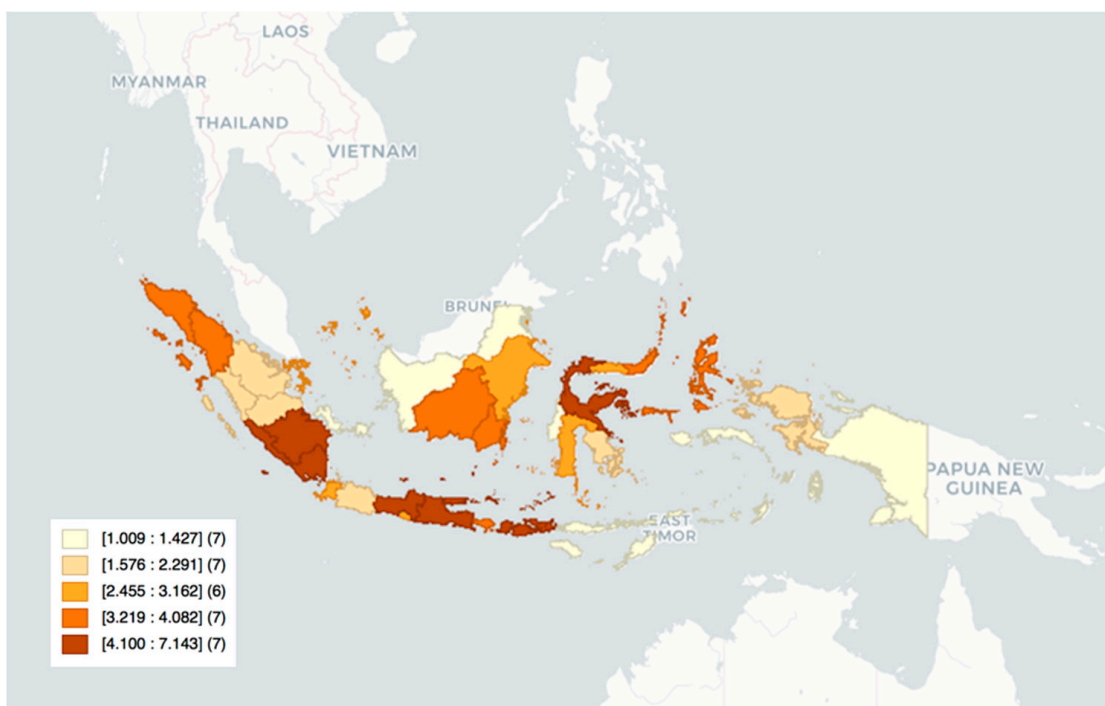 LAOS
MYANMAR
THAILAND
VIETNAM
BRUNEI
PAPUA NEW
GUINEA
EAST
TIMOR
[1.009 : 1.427] (7)
[1.576 : 2.291] (7)
[2.455 : 3.162] (6)
[3.219 : 4.082] (7)
[4.100 : 7.143] (7)